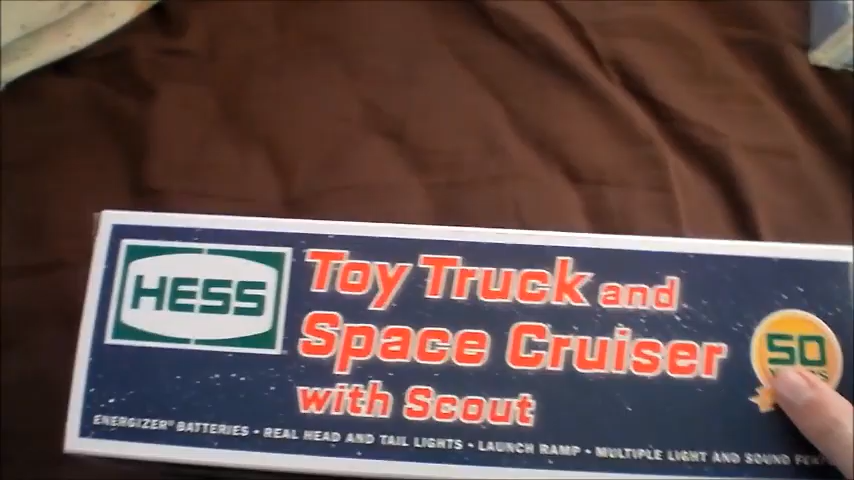 HESS
Toy Truck and
Space Cruiser
with Scout
50
ENERGIZER® BATTERIES • REAL HEAD AND TAIL LIGHTS • LAUNCH RAMP • MULTIPLE LIGHT AND SOUND